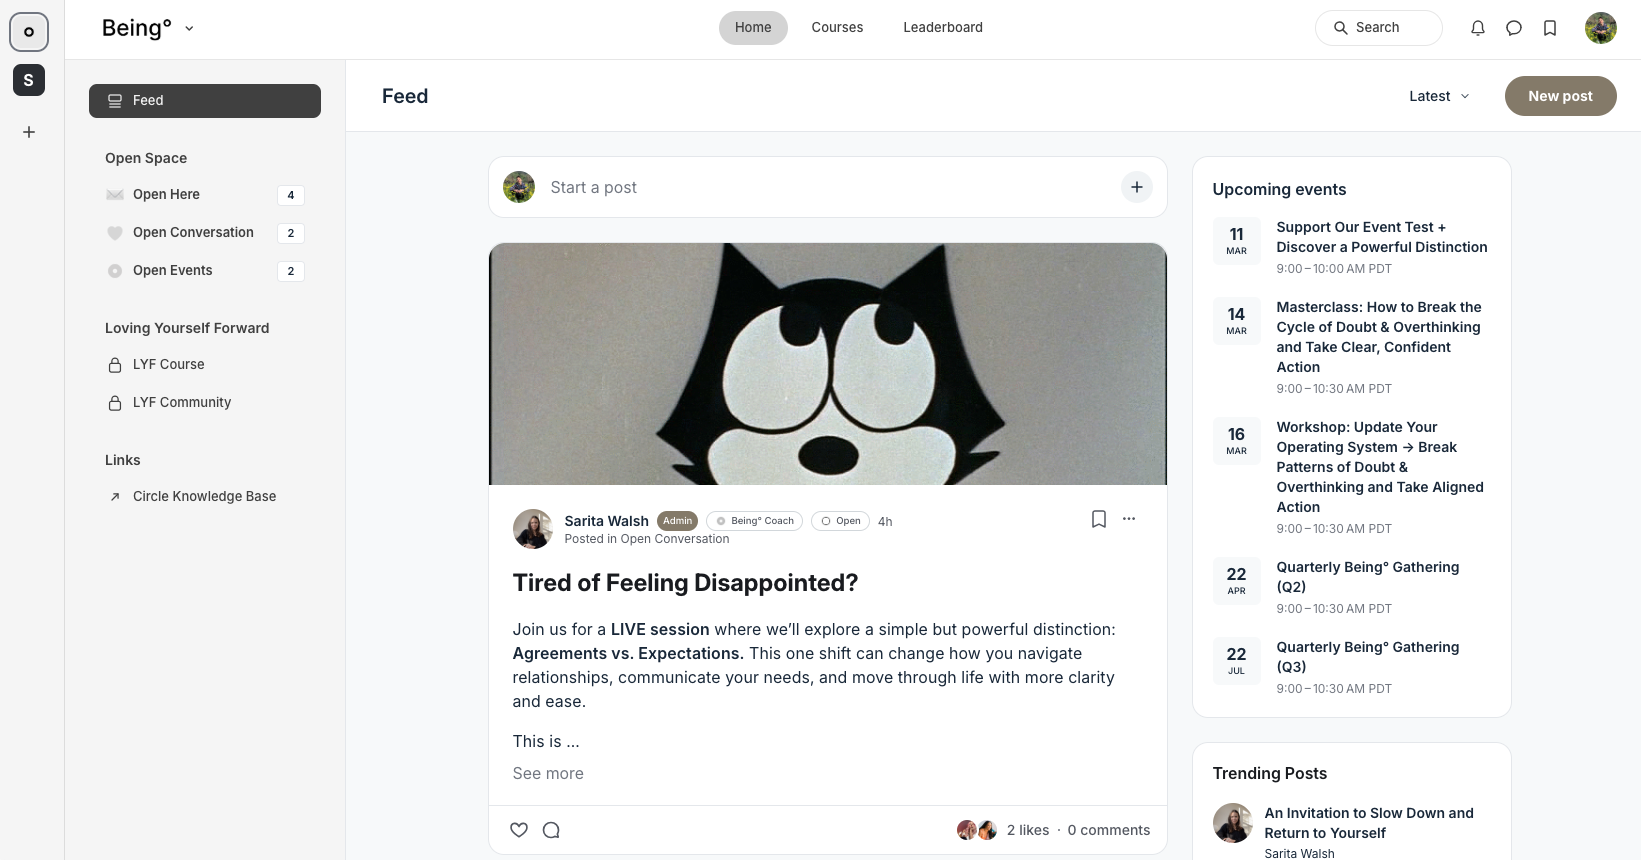 S
Being°
Home
Courses
Leaderboard
Search
Feed
Open Space
Open Here
4
Open Conversation
2
Open Events
2
Loving Yourself Forward
LYF Course
LYF Community
Links
Circle Knowledge Base
Feed
Latest
New post
Start a post
Sarita Walsh
Admin
Being° Coach
Open
4h
Posted in Open Conversation
Tired of Feeling Disappointed?
Join us for a LIVE session where we’ll explore a simple but powerful distinction:
Agreements vs. Expectations. This one shift can change how you navigate
relationships, communicate your needs, and move through life with more clarity
and ease.
This is ...
See more
2 likes · 0 comments
Upcoming events
11
MAR
Support Our Event Test +
Discover a Powerful Distinction
9:00 – 10:00 AM PDT
14
MAR
Masterclass: How to Break the
Cycle of Doubt & Overthinking
and Take Clear, Confident
Action
9:00 – 10:30 AM PDT
16
MAR
Workshop: Update Your
Operating System → Break
Patterns of Doubt &
Overthinking and Take Aligned
Action
9:00 – 10:30 AM PDT
22
APR
Quarterly Being° Gathering
(Q2)
9:00 – 10:30 AM PDT
22
JUL
Quarterly Being° Gathering
(Q3)
9:00 – 10:30 AM PDT
Trending Posts
An Invitation to Slow Down and
Return to Yourself
Sarita Walsh